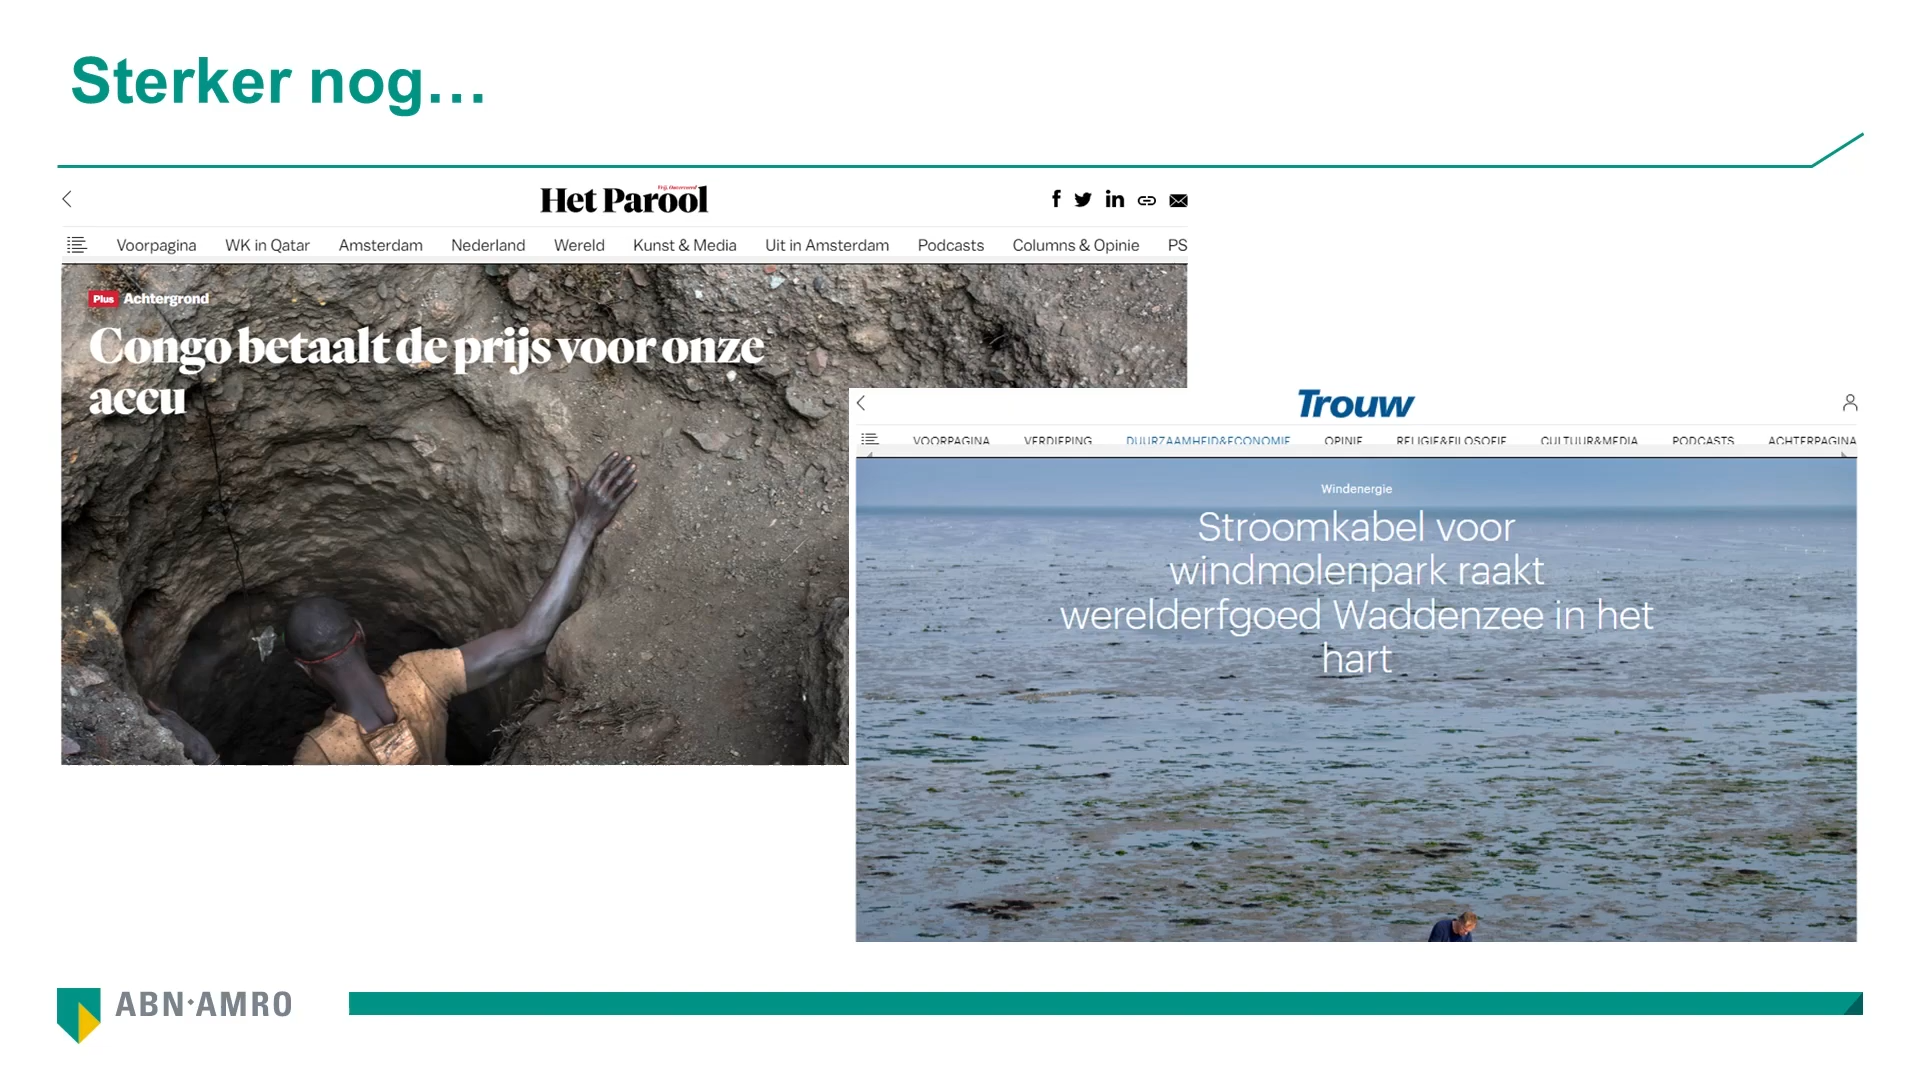 Sterker nog...
Het Parool
Voorpagina WK in Qatar Amsterdam Nederland Wereld Kunst & Media Uit in Amsterdam Podcasts Columns & Opinie PS
Plus Achtergrond
Congo betaalt de prijs voor onze
accu
Trouw
VOORPAGINA VERDIEPING DUURZAAMHEID&ECONOMIE OPINIE RELIGIE&FILOSOFIE CULTUUR&MEDIA PODCASTS ACHTERPAGINA
Windenergie
Stroomkabel voor
windmolenpark raakt
werelderfgoed Waddenzee in het
hart
ABN·AMRO